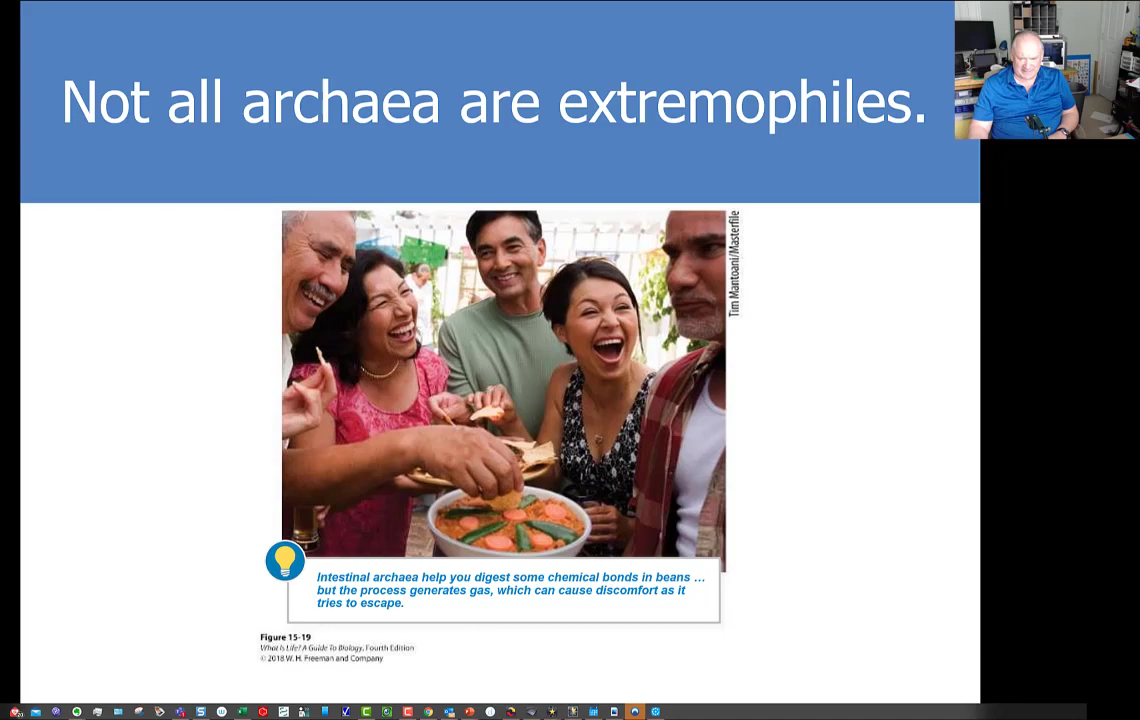 Not all archaea are extremophiles.
Tim Mantoani/Masterfile
Intestinal archaea help you digest some chemical bonds in beans …
but the process generates gas, which can cause discomfort as it
tries to escape.
Figure 15-19
What Is Life? A Guide To Biology, Fourth Edition
© 2018 W. H. Freeman and Company